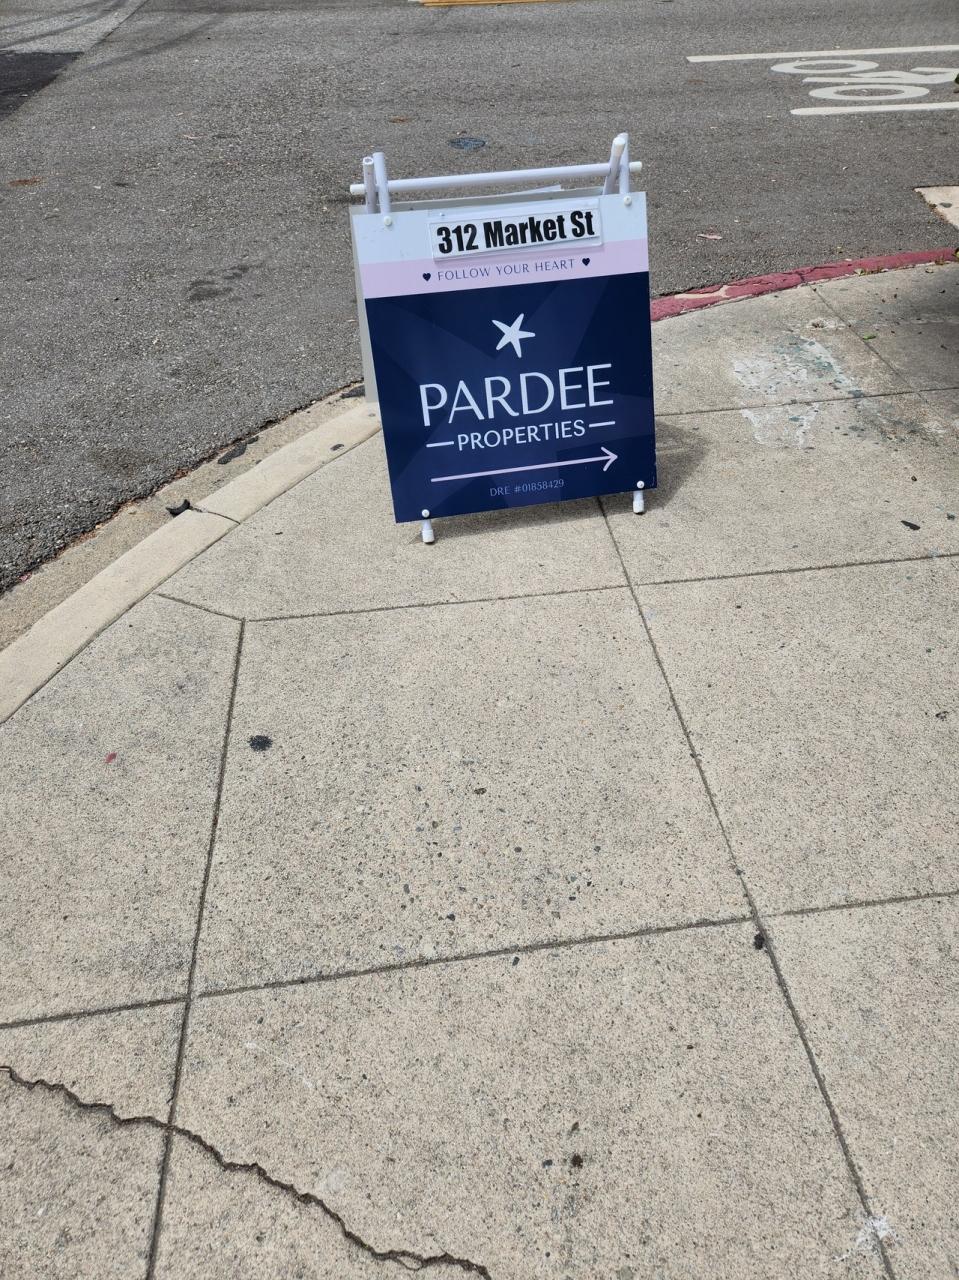 312 Market St
FOLLOW YOUR HEART
PARDEE
PROPERTIES
DRE #01858429